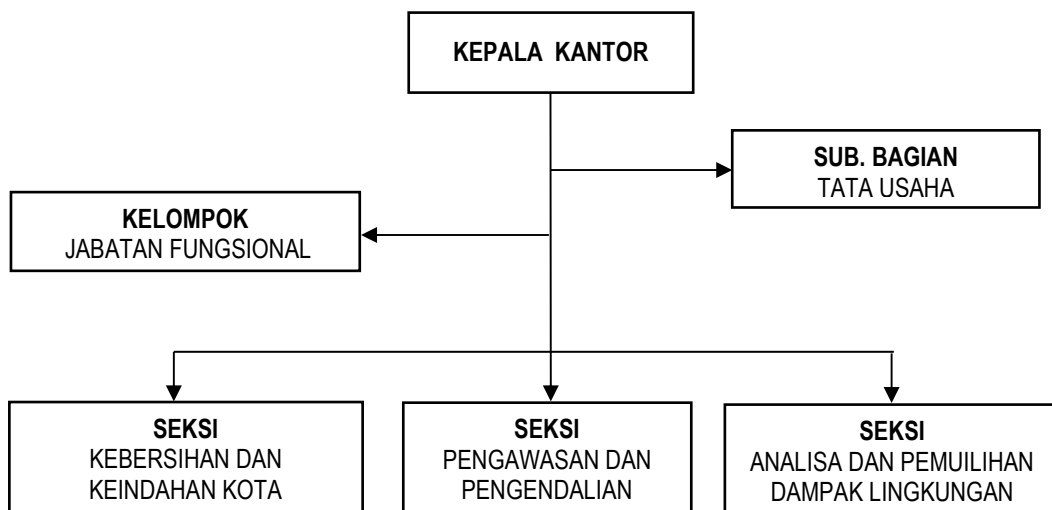 KEPALA KANTOR
SUB. BAGIAN
TATA USAHA
KELOMPOK
JABATAN FUNGSIONAL
SEKSI
KEBERSIHAN DAN
KEINDAHAN KOTA
SEKSI
PENGAWASAN DAN
PENGENDALIAN
SEKSI
ANALISA DAN PEMUILIHAN
DAMPAK LINGKUNGAN